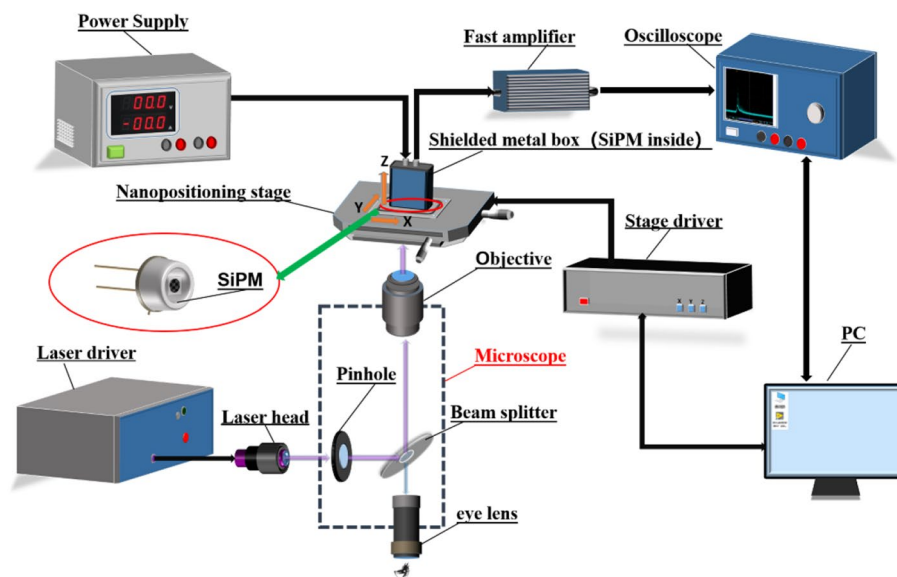 Power Supply
Fast amplifier
Oscilloscope
00.0
-00.0
Shielded metal box（SiPM inside）
Z
Nanopositioning stage
Y
X
Stage driver
SiPM
Objective
X Y Z
PC
Laser driver
Microscope
Pinhole
Laser head
Beam splitter
eye lens